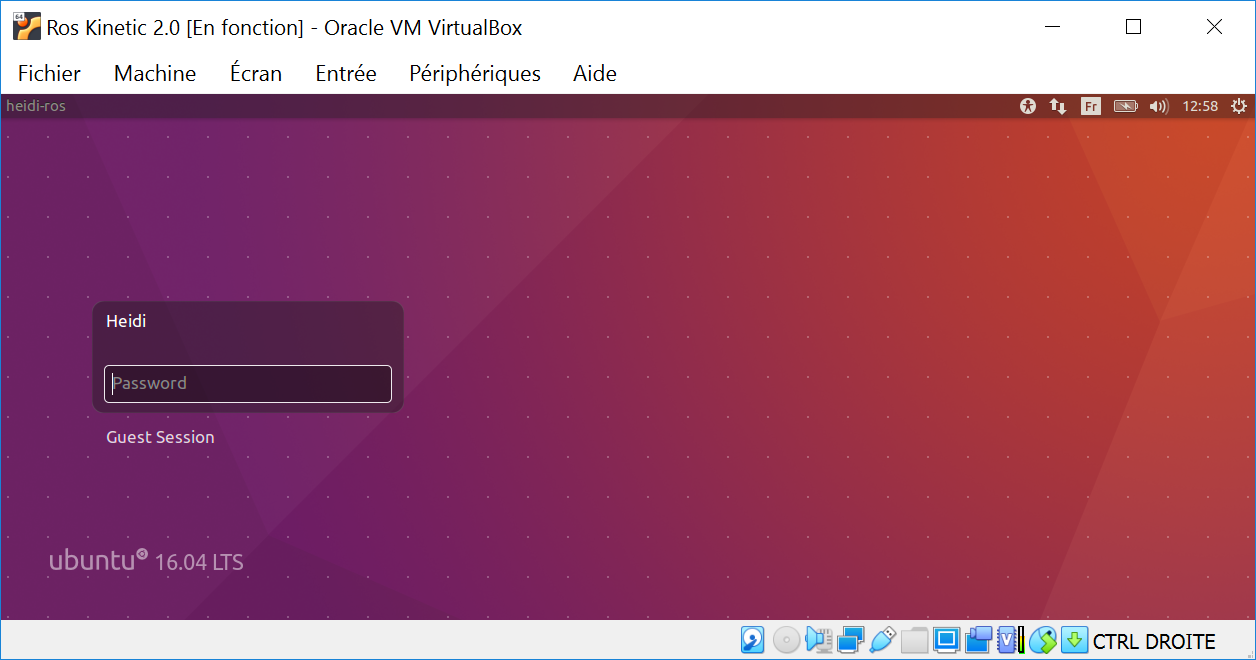 64
Ros Kinetic 2.0 [En fonction] - Oracle VM VirtualBox
Fichier Machine Écran Entrée Périphériques Aide
heidi-ros Fr 12:58
Heidi
Password
Guest Session
ubuntu 16.04 LTS
V CTRL DROITE